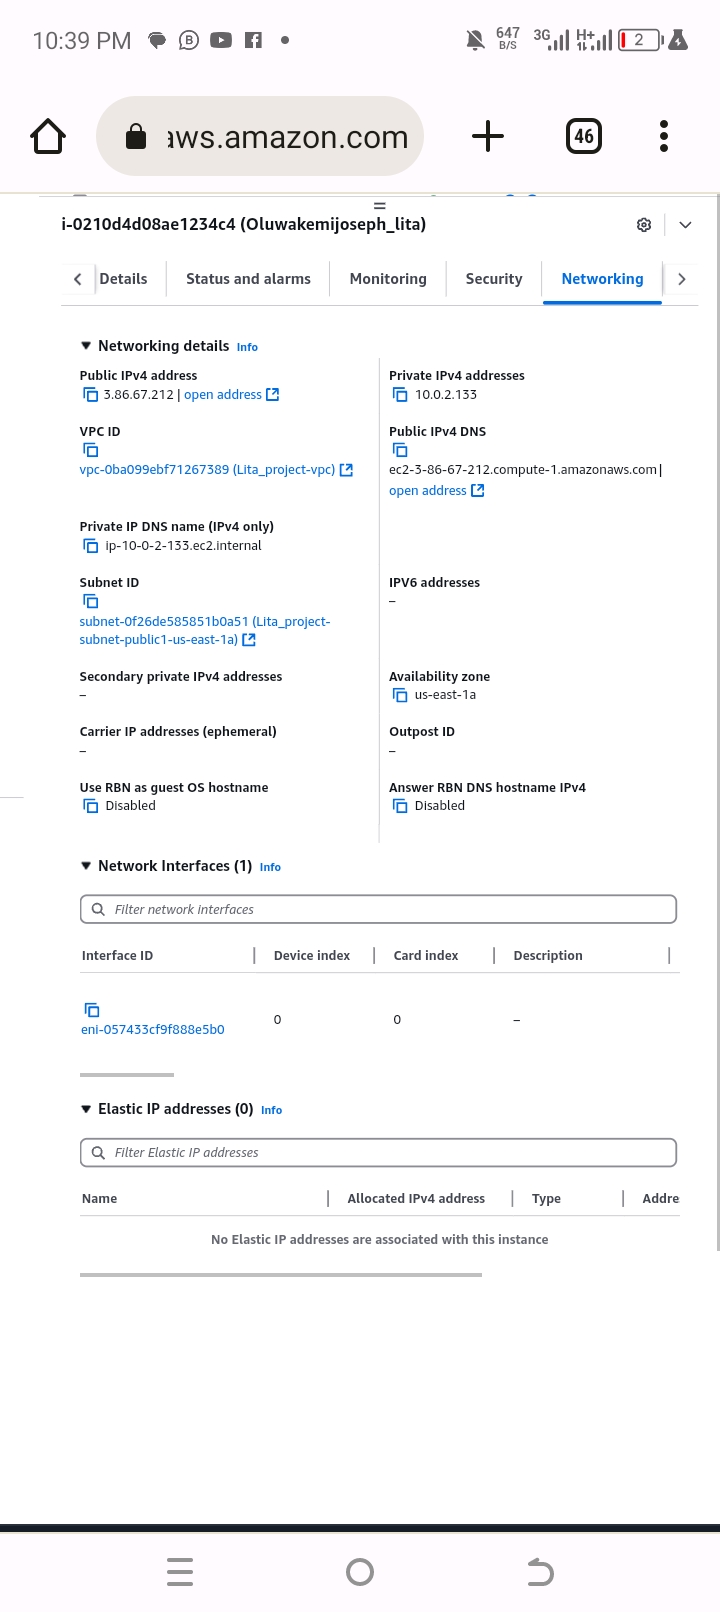 10:39 PM
647
B/S
3G
H+
2
aws.amazon.com
46
i-0210d4d08ae1234c4 (Oluwakemijoseph_lita)
Details
Status and alarms
Monitoring
Security
Networking
Networking details Info
Public IPv4 address
3.86.67.212 | open address
Private IPv4 addresses
10.0.2.133
VPC ID
vpc-0ba099ebf71267389 (Lita_project-vpc)
Public IPv4 DNS
ec2-3-86-67-212.compute-1.amazonaws.com |
open address
Private IP DNS name (IPv4 only)
ip-10-0-2-133.ec2.internal
Subnet ID
subnet-0f26de585851b0a51 (Lita_project-
subnet-public1-us-east-1a)
IPV6 addresses
–
Secondary private IPv4 addresses
–
Availability zone
us-east-1a
Carrier IP addresses (ephemeral)
–
Outpost ID
–
Use RBN as guest OS hostname
Disabled
Answer RBN DNS hostname IPv4
Disabled
Network Interfaces (1) Info
Filter network interfaces
Interface ID
Device index
Card index
Description
eni-057433cf9f888e5b0
0
0
–
Elastic IP addresses (0) Info
Filter Elastic IP addresses
Name
Allocated IPv4 address
Type
Addre
No Elastic IP addresses are associated with this instance